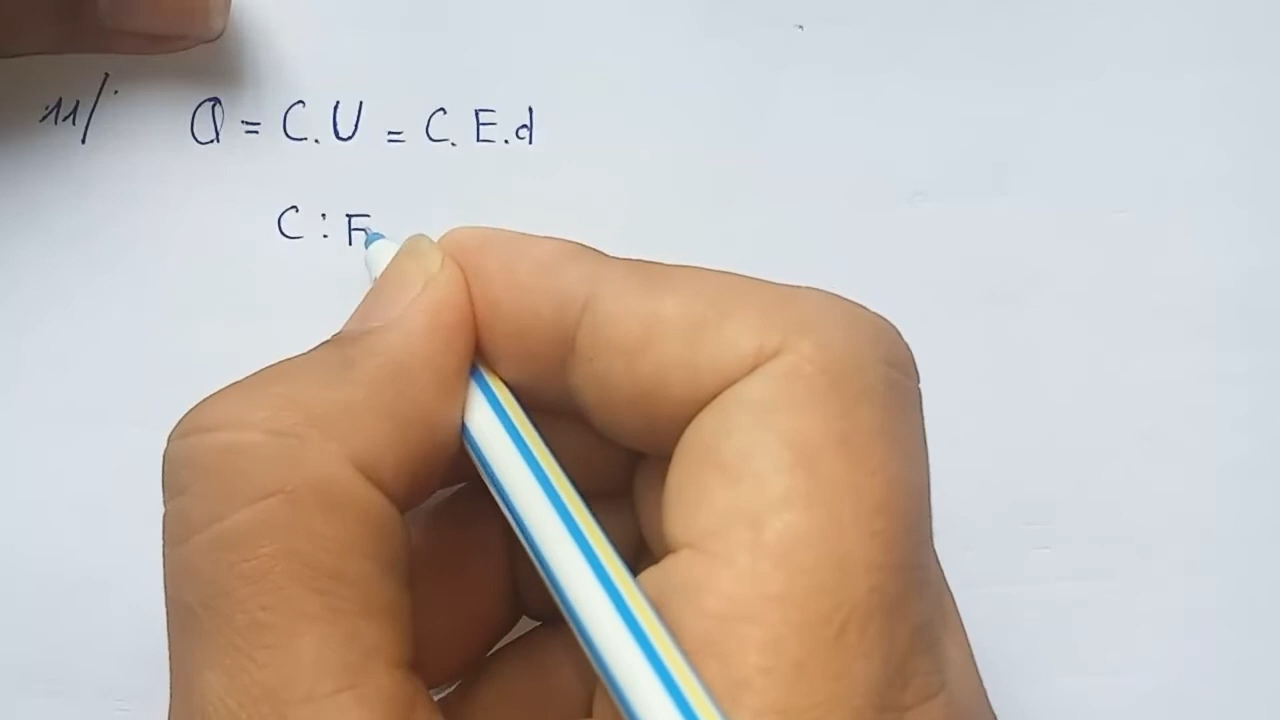 11/ Q = C.U = C.E.d
C : F